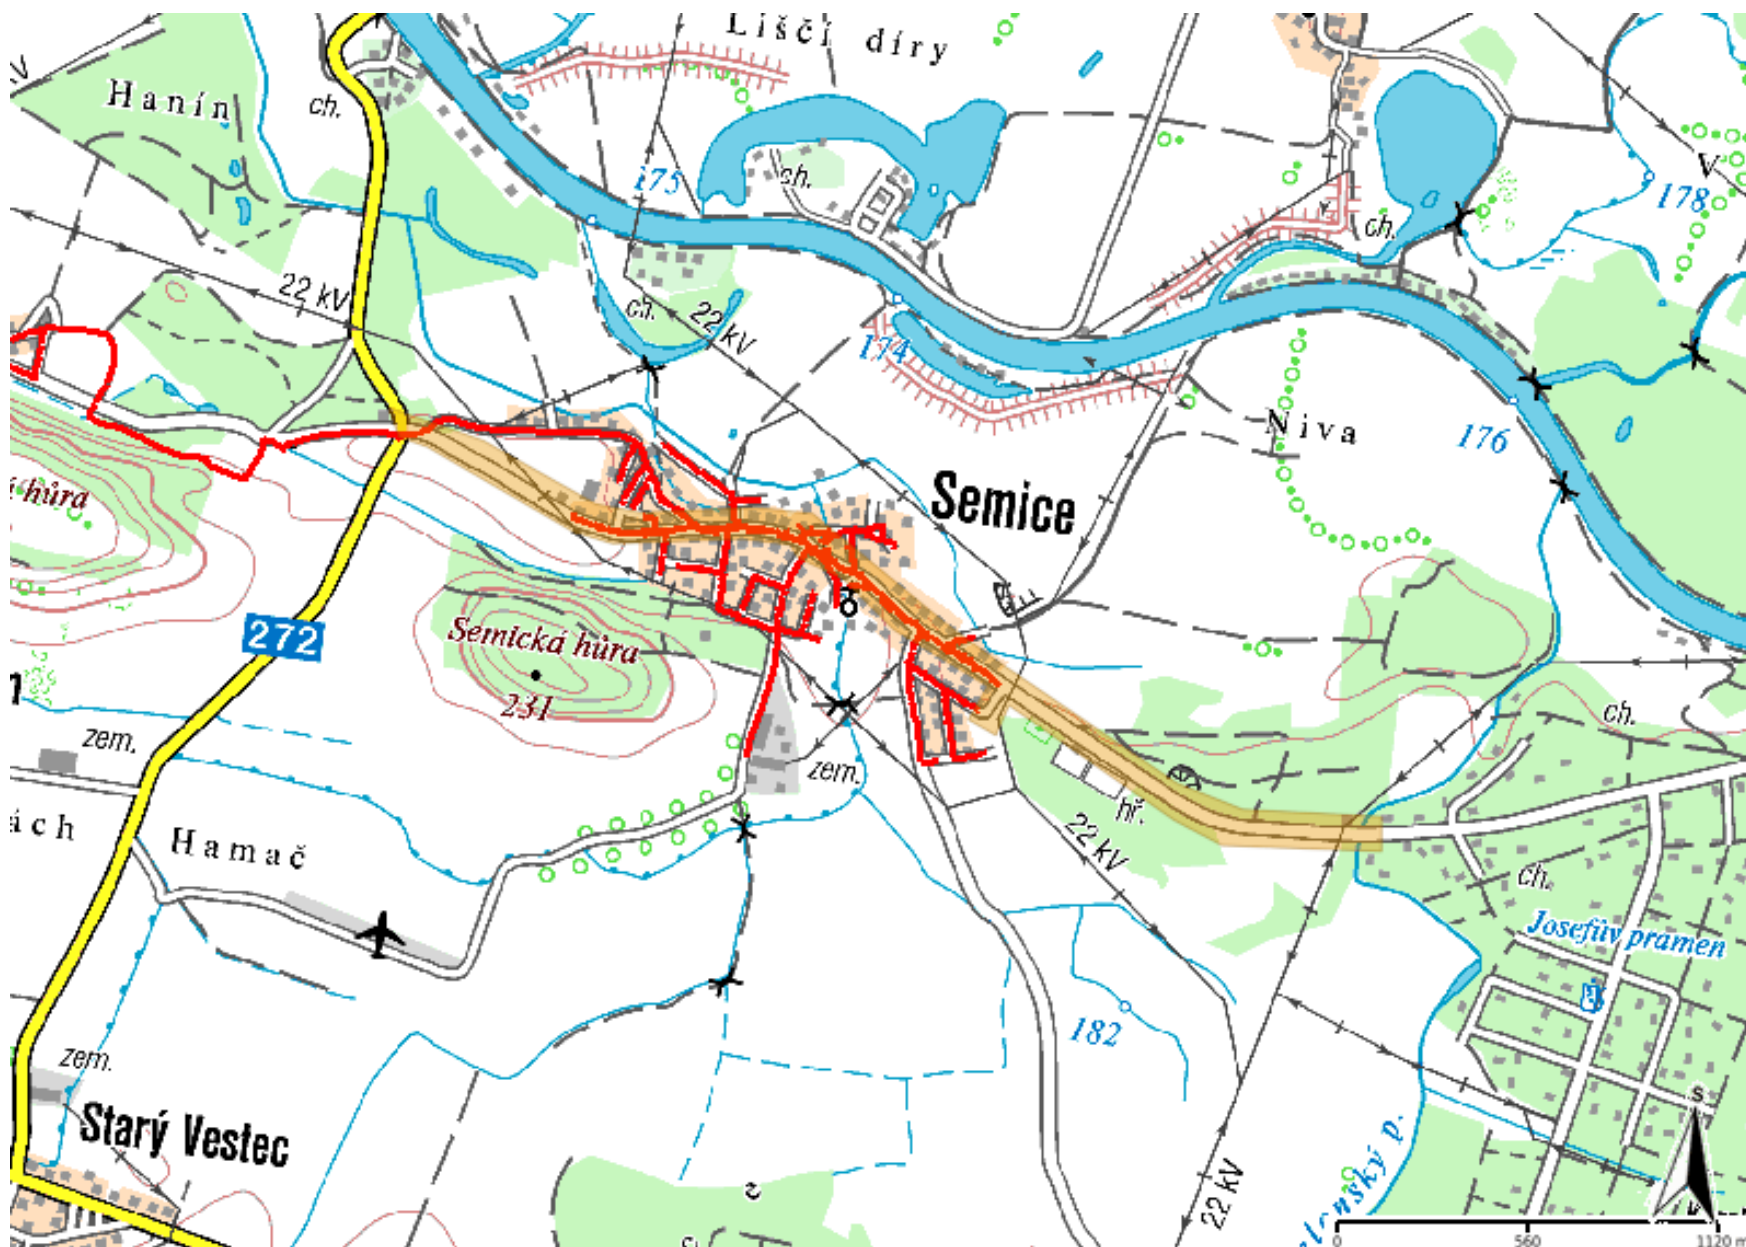 Liščí díry
Hanín
ch.
175
ch.
178
V
ch.
22 kV
ch.
22 kV
174
Niva
176
Semice
í hůra
272
Semická hůra
231
zem.
zem.
ch.
hř.
22 kV
ách
Hamač
ch.
Josefův pramen
182
zem.
Starý Vestec
22 kV
S
0 560 1120 m